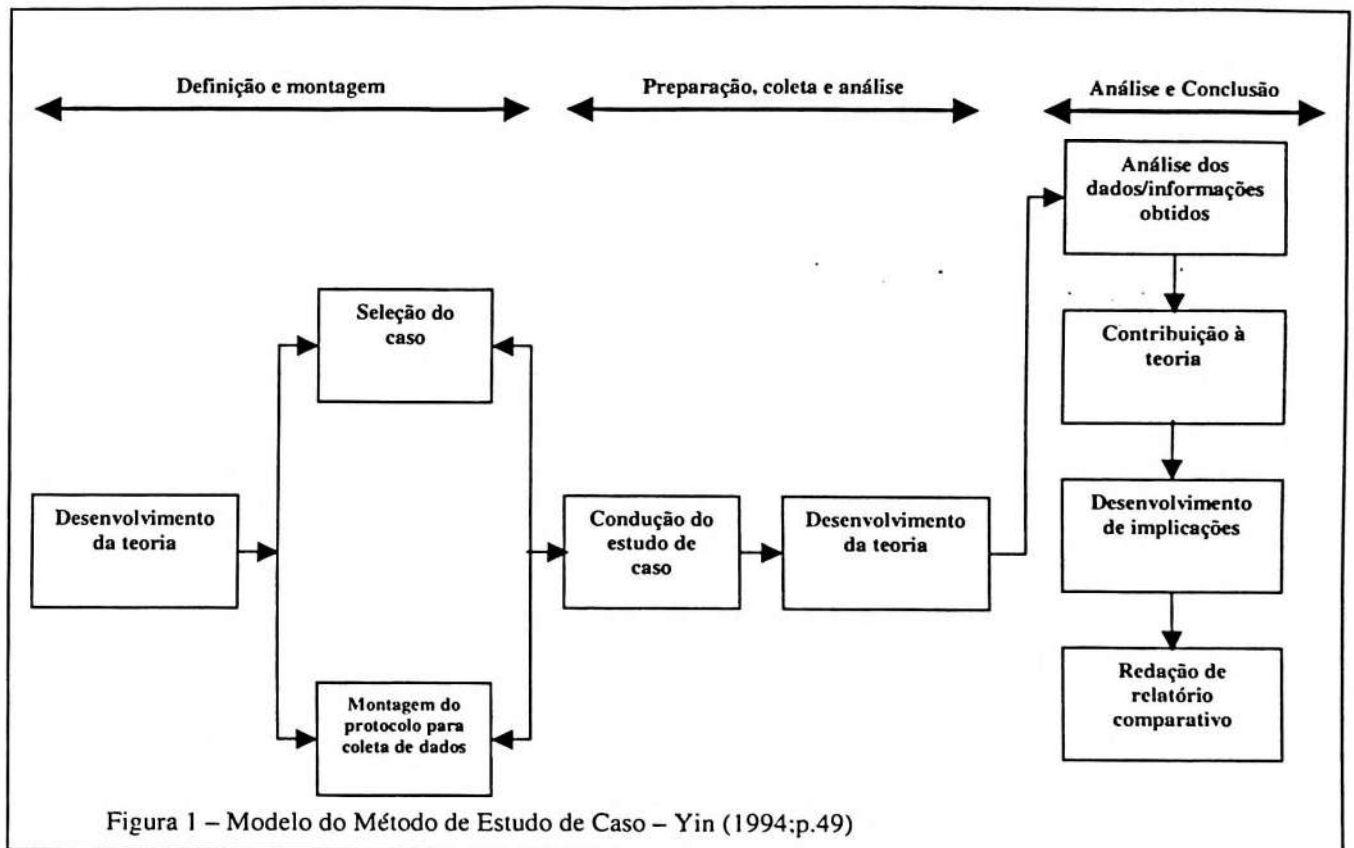 Definição e montagem
Preparação, coleta e análise
Análise e Conclusão
Análise dos
dados/informações
obtidos
Seleção do
caso
Contribuição à
teoria
Desenvolvimento
da teoria
Condução do
estudo de
caso
Desenvolvimento
da teoria
Desenvolvimento
de implicações
Montagem do
protocolo para
coleta de dados
Redação de
relatório
comparativo
Figura 1 – Modelo do Método de Estudo de Caso – Yin (1994;p.49)